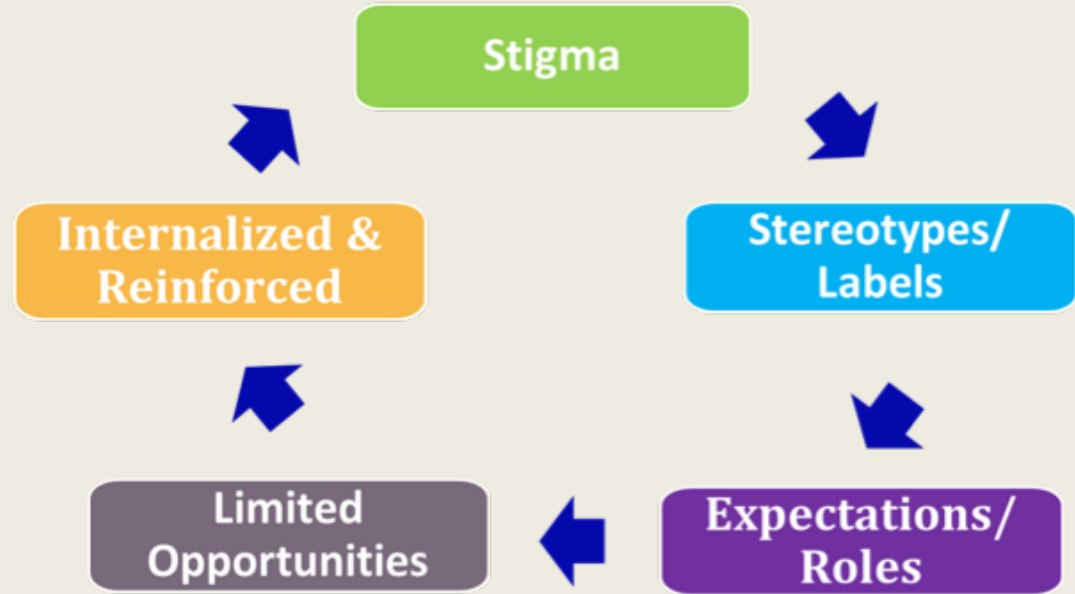 Stigma
Stereotypes/
Labels
Expectations/
Roles
Limited
Opportunities
Internalized &
Reinforced